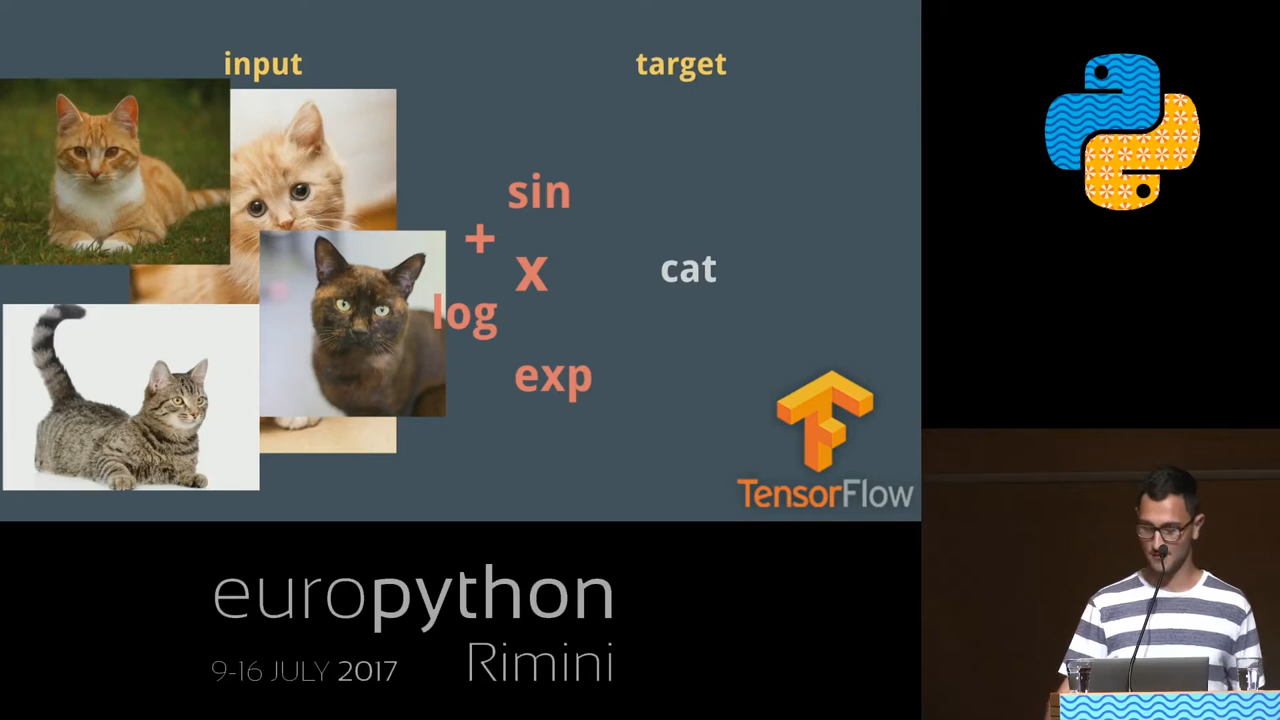 input
target
sin
+
x
cat
log
exp
TensorFlow
europython
Rimini
9-16 JULY 2017